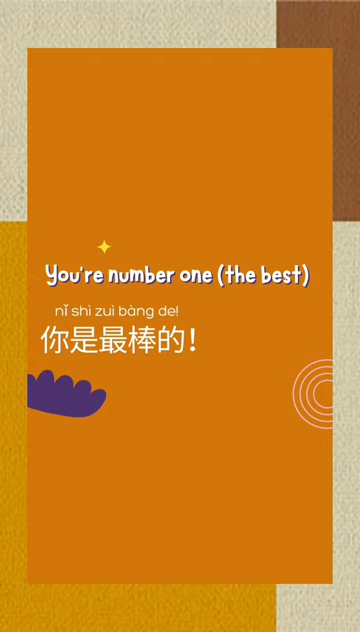 You're number one (the best)
nǐ shì zuì bàng de!
你是最棒的！